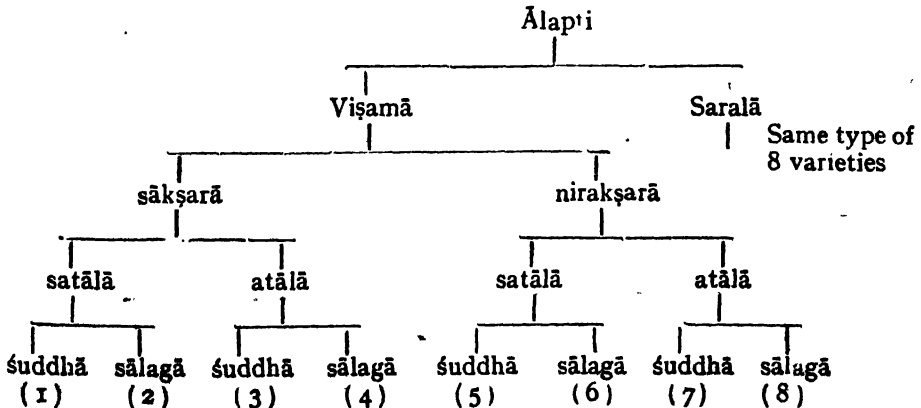 Ālapti
Viṣamā Saralā
Same type of
8 varieties
sākṣarā nirakṣarā
satālā atālā satālā atālā
śuddhā sālagā śuddhā sālagā śuddhā sālagā śuddhā sālagā
(1) (2) (3) (4) (5) (6) (7) (8)